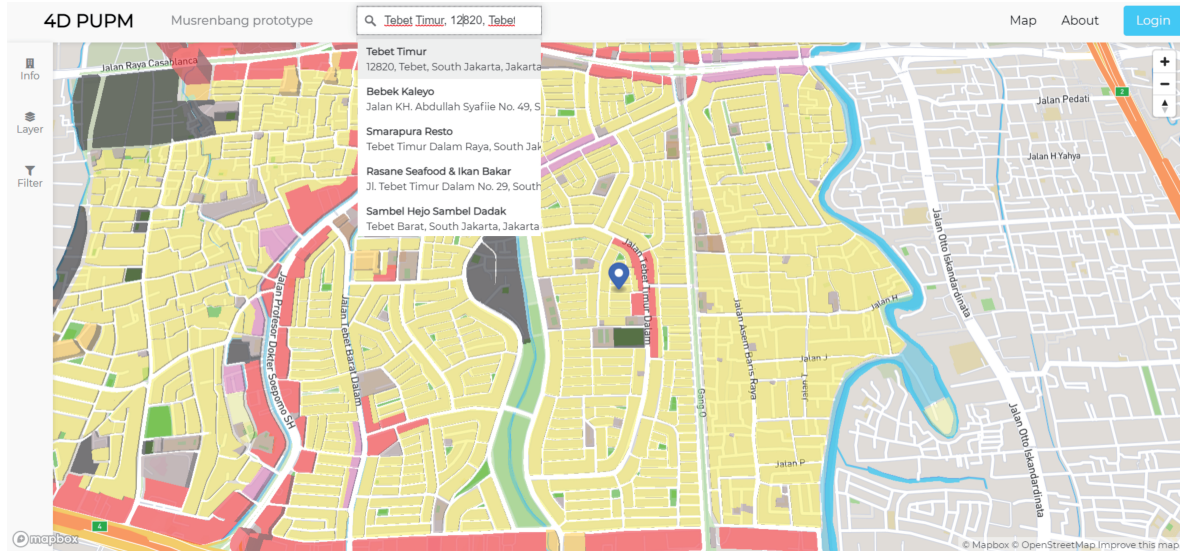 4D PUPM
Musrenbang prototype
Tebet Timur, 12820, Tebet
Map
About
Login
Info
Layer
Filter
Tebet Timur
12820, Tebet, South Jakarta, Jakarta
Bebek Kaleyo
Jalan KH. Abdullah Syafiie No. 49, S
Smarapura Resto
Tebet Timur Dalam Raya, South Jak
Rasane Seafood & Ikan Bakar
Jl. Tebet Timur Dalam No. 29, South
Sambel Hejo Sambel Dadak
Tebet Barat, South Jakarta, Jakarta
Jalan Raya Casablanca
2
Jalan Pedati
Jalan H Yahya
Jalan Otto Iskandardinata
Jalan Tebet Timur Dalam
Jalan Profesor Dokter Soepomo SH
Jalan Tebet Barat Dalam
Jalan Asem Baris Raya
Jalan H
Jalan J
Jalan T
Gang D
Jalan Otto Iskandardinata
Jalan P
4
mapbox
© Mapbox © OpenStreetMap Improve this map